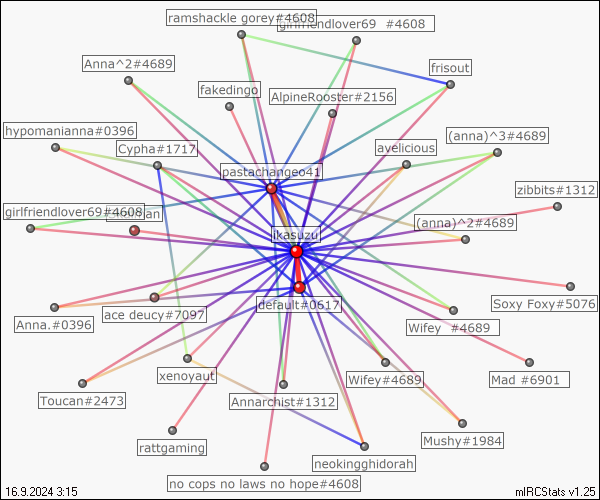 ramshackle gorey#4608
girlfriendlover69 #4608
Anna^2#4689
frisout
fakedingo
AlpineRooster#2156
hypomanianna#0396
Cypha#1717
avelicious
(anna)^3#4689
pastachangeo41
zibbits#1312
girlfriendlover69#4608
(anna)^2#4689
ikasuzu
Soxy Foxy#5076
default#0617
ace deucy#7097
Anna.#0396
Wifey #4689
xenoyaut
Wifey#4689
Mad #6901
Toucan#2473
Annarchist#1312
Mushy#1984
rattgaming
neokingghidorah
no cops no laws no hope#4608
16.9.2024 3:15
mIRCStats v1.25